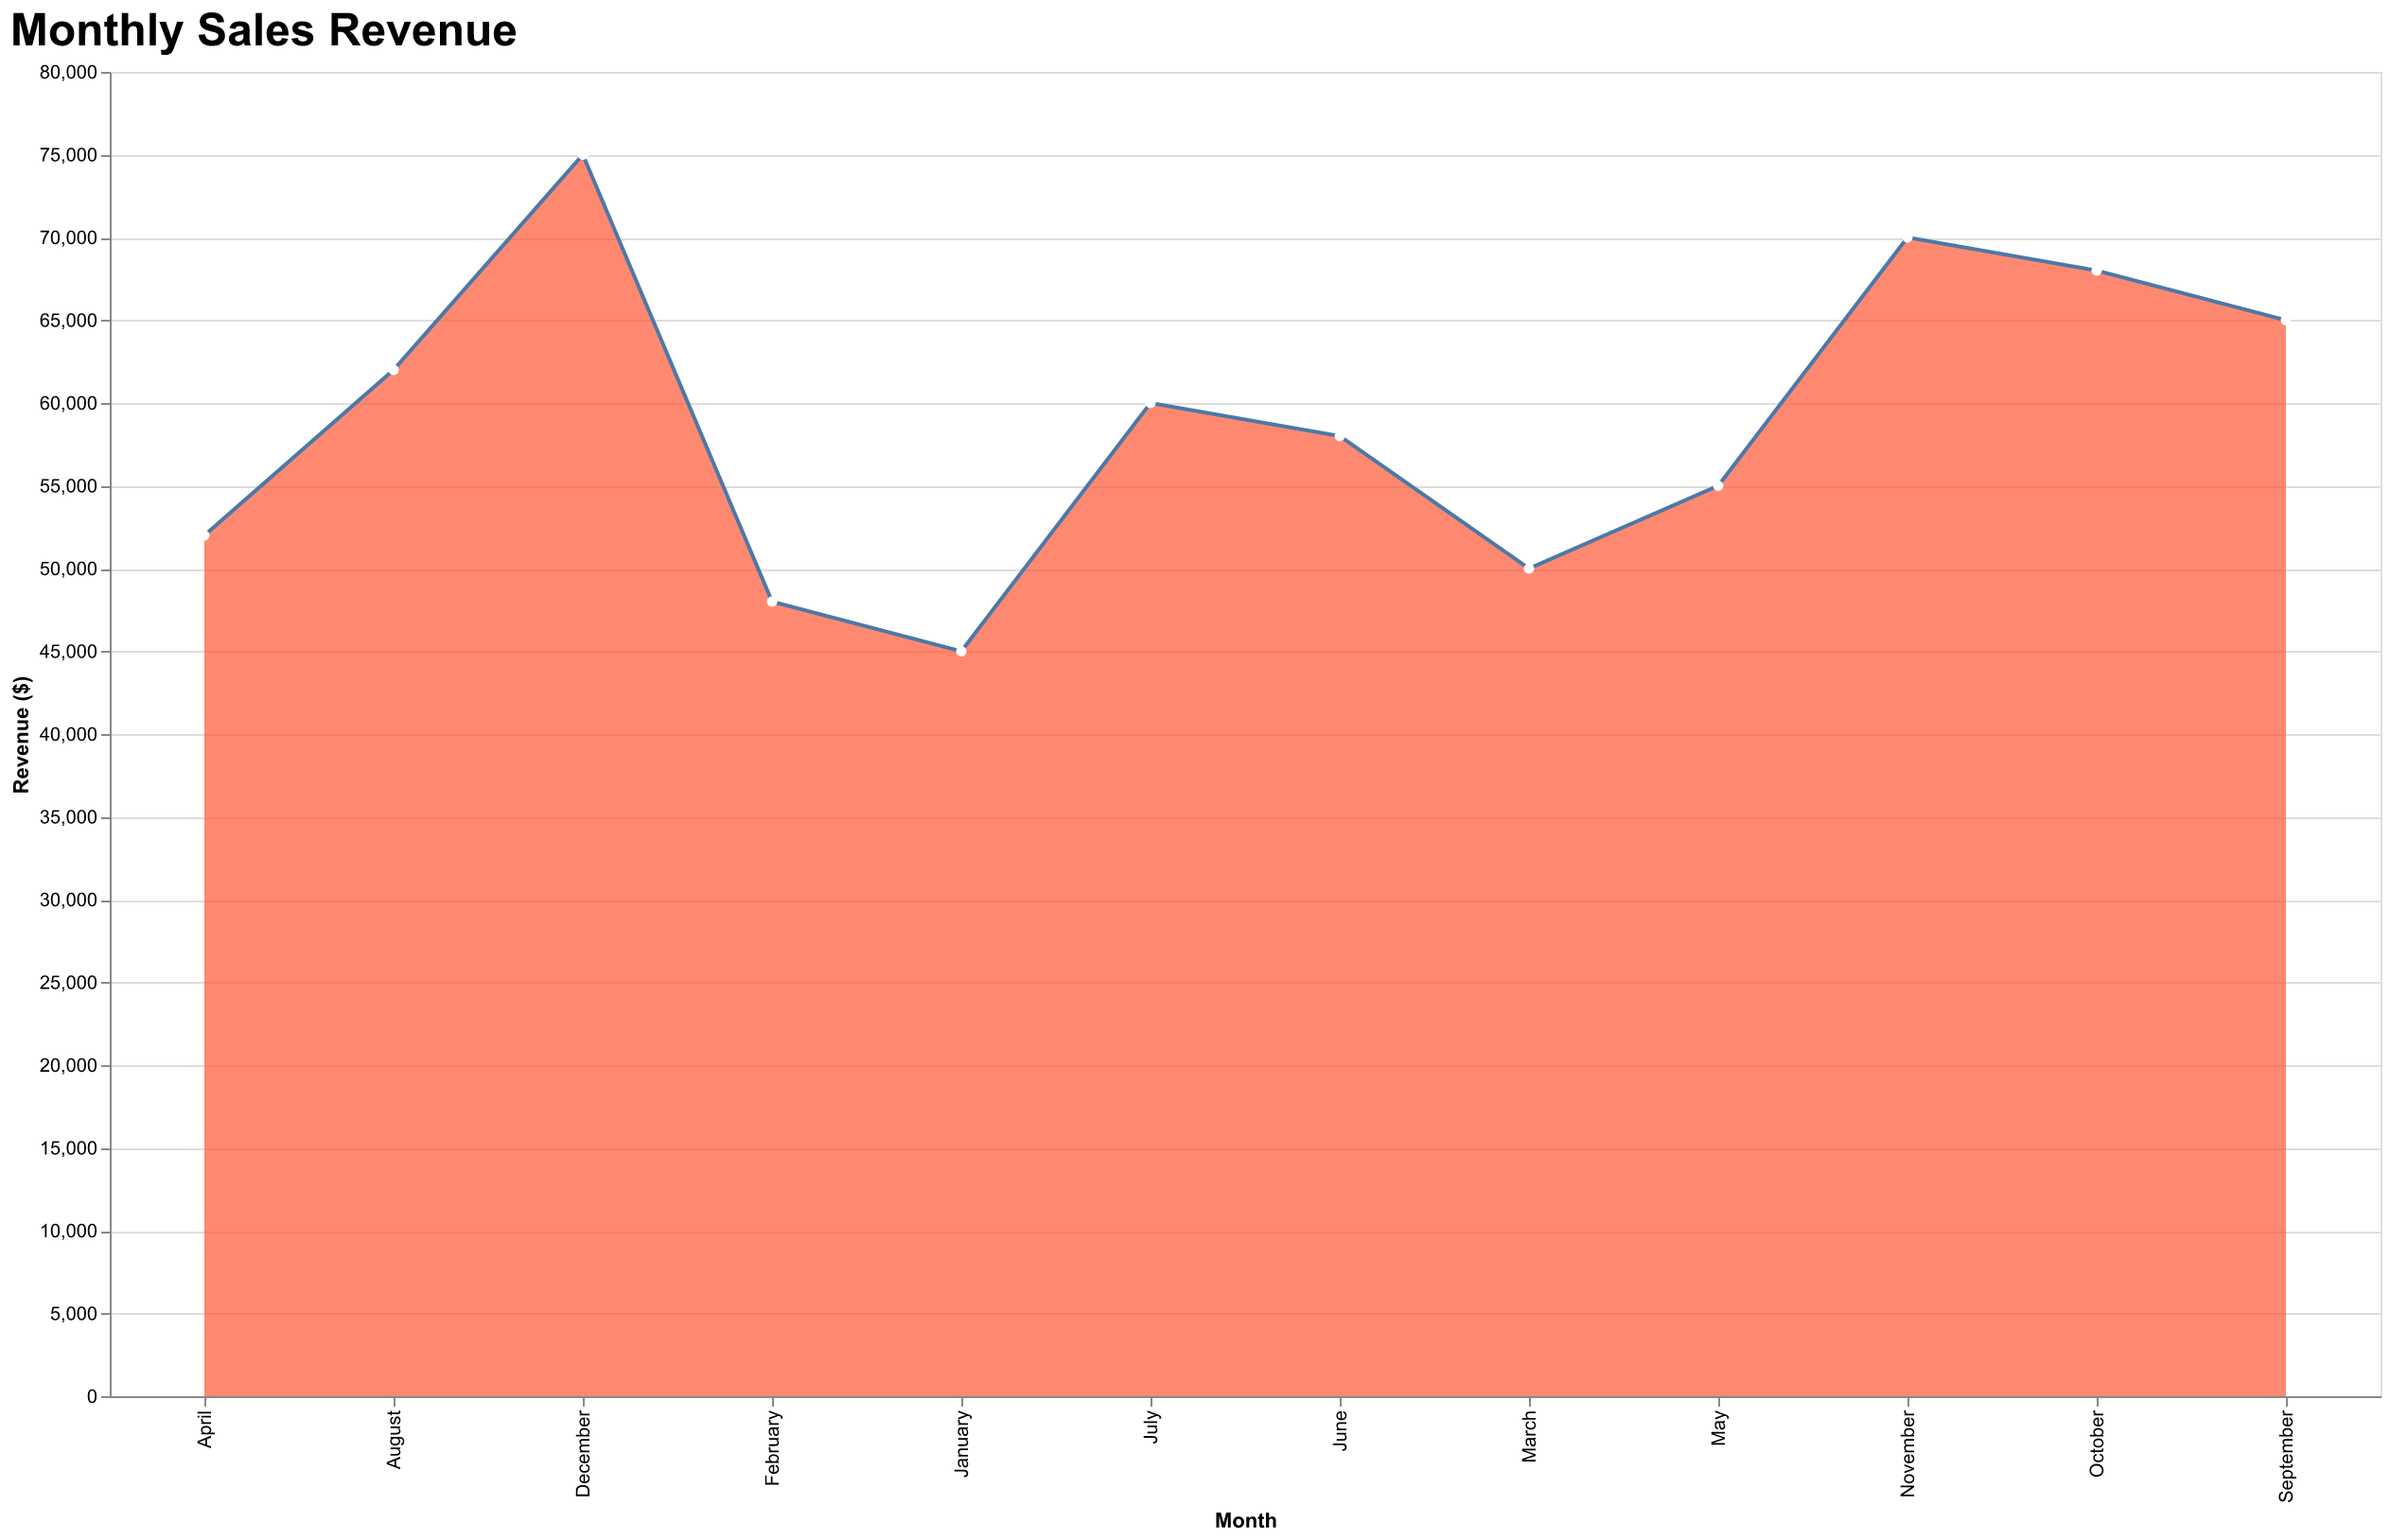 Monthly Sales Revenue
80,000
75,000
70,000
65,000
60,000
55,000
50,000
45,000
40,000
35,000
30,000
25,000
20,000
15,000
10,000
5,000
0
Revenue ($)
April
August
December
February
January
July
June
March
May
November
October
September
Month